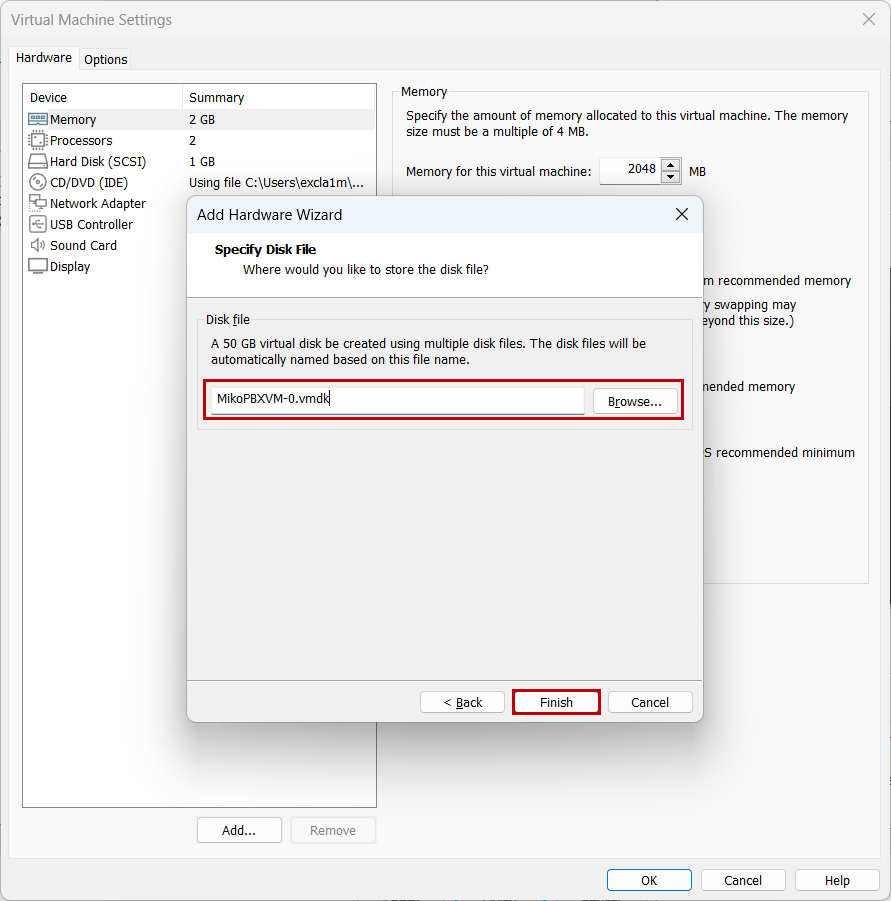 Virtual Machine Settings
Hardware
Options
Device Summary
Memory 2 GB
Processors 2
Hard Disk (SCSI) 1 GB
CD/DVD (IDE) Using file C:\Users\excla1m\...
Network Adapter
USB Controller
Sound Card
Display
Memory
Specify the amount of memory allocated to this virtual machine. The memory
size must be a multiple of 4 MB.
Memory for this virtual machine: 2048 MB
m recommended memory
y swapping may
eyond this size.)
mended memory
S recommended minimum
Add Hardware Wizard
Specify Disk File
Where would you like to store the disk file?
Disk file
A 50 GB virtual disk be created using multiple disk files. The disk files will be
automatically named based on this file name.
MikoPBXVM-0.vmdk
Browse...
< Back
Finish
Cancel
Add...
Remove
OK
Cancel
Help